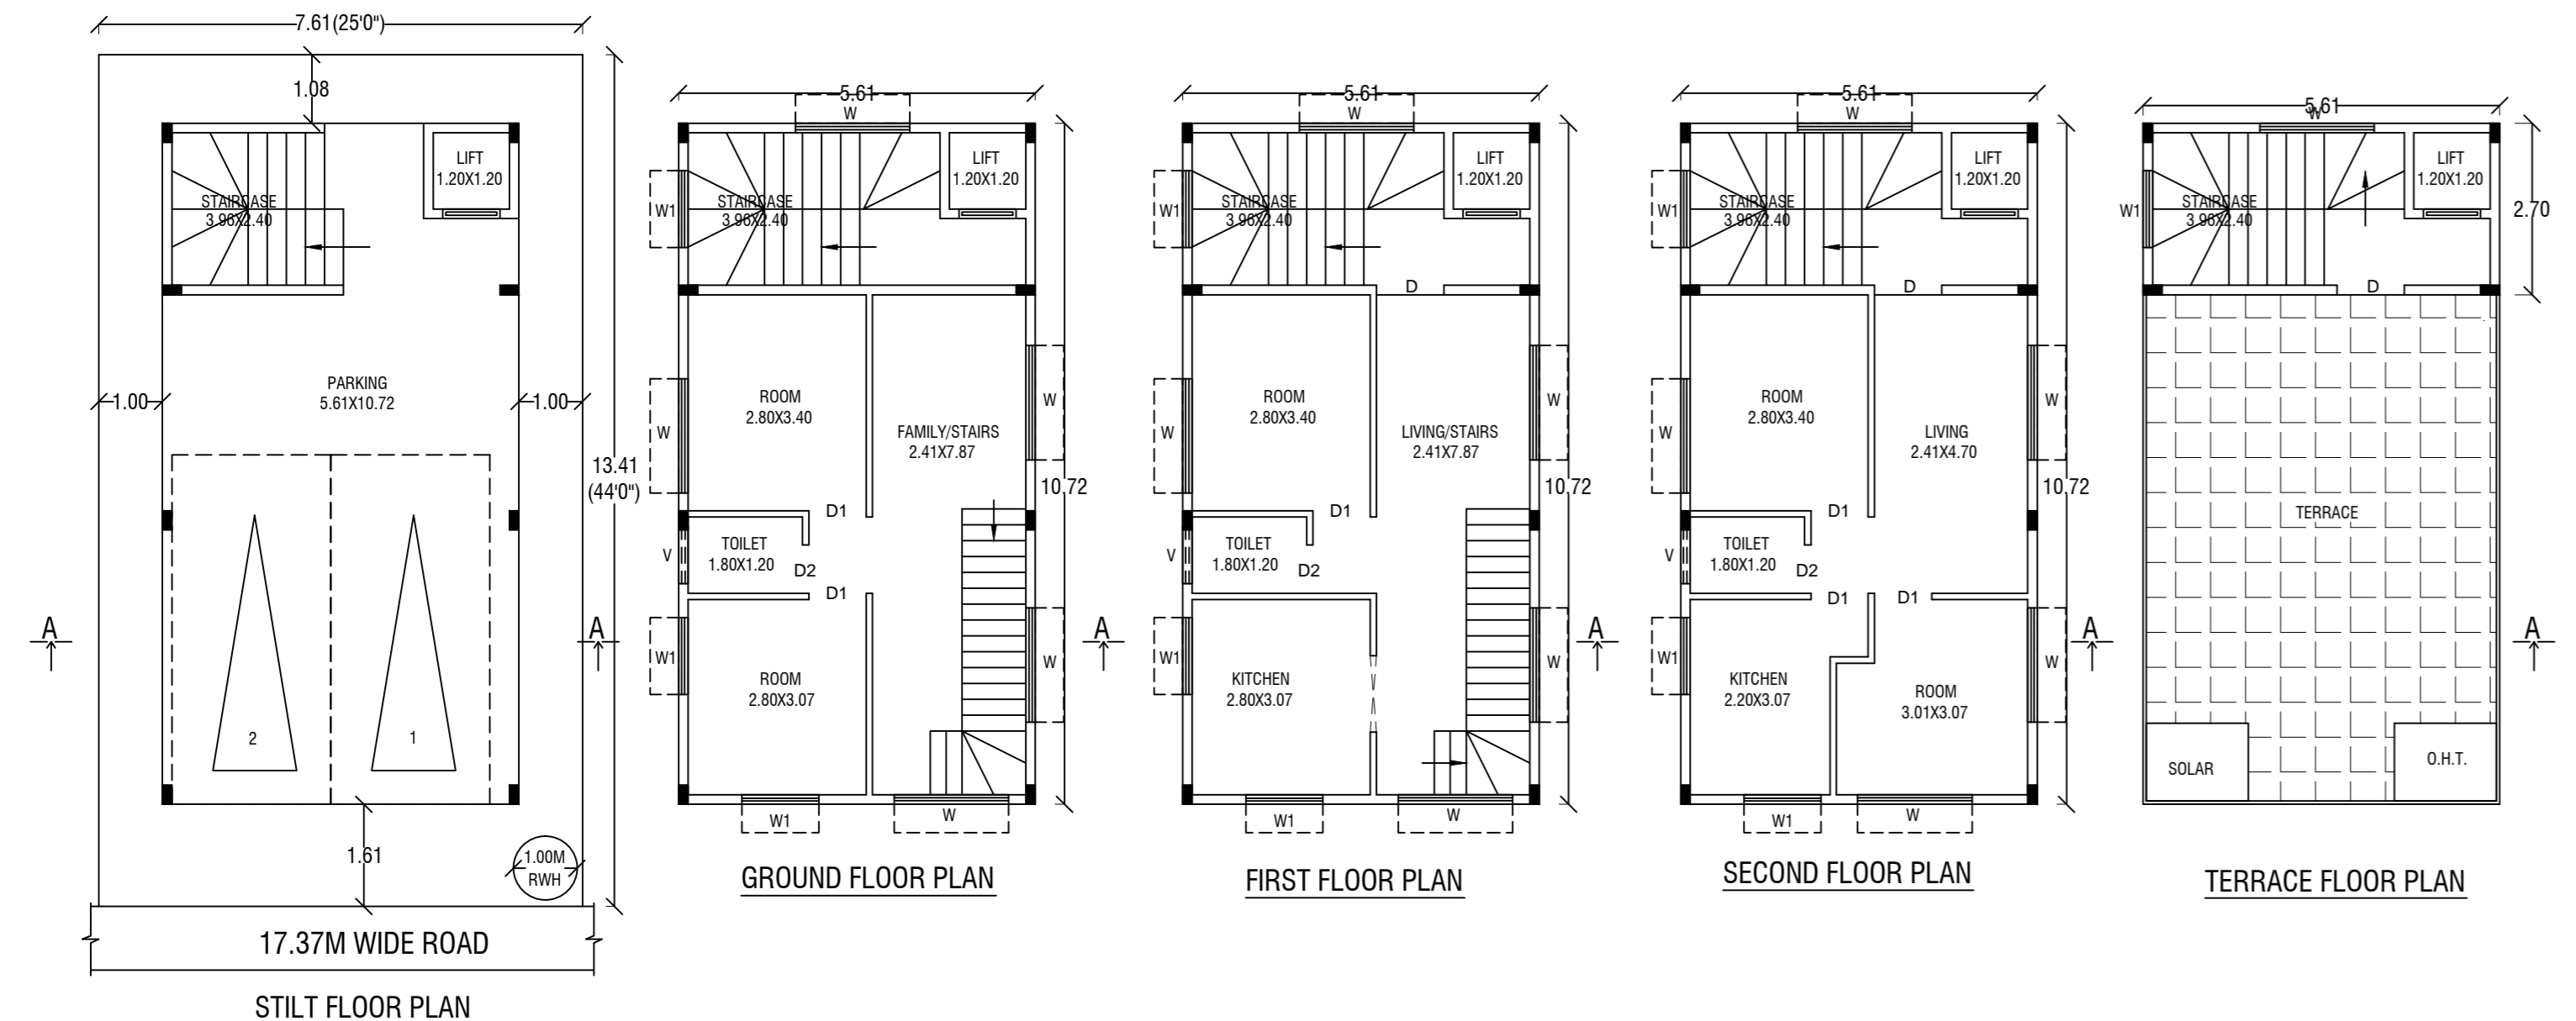 7.61(25'0")
1.08
STAIRCASE
3.96X2.40
LIFT
1.20X1.20
PARKING
5.61X10.72
1.00
1.00
13.41
(44'0")
2
1
A
A
1.61
1.00M
RWH
17.37M WIDE ROAD
STILT FLOOR PLAN
5.61
W
LIFT
1.20X1.20
W1
STAIRCASE
3.96X2.40
ROOM
2.80X3.40
W
W
FAMILY/STAIRS
2.41X7.87
10.72
D1
V
TOILET
1.80X1.20
D2
D1
W1
ROOM
2.80X3.07
W
A
W1
W
GROUND FLOOR PLAN
5.61
W
LIFT
1.20X1.20
W1
STAIRCASE
3.96X2.40
D
ROOM
2.80X3.40
W
W
LIVING/STAIRS
2.41X7.87
10.72
D1
V
TOILET
1.80X1.20
D2
W1
KITCHEN
2.80X3.07
W
A
W1
W
FIRST FLOOR PLAN
5.61
W
LIFT
1.20X1.20
W1
STAIRCASE
3.96X2.40
D
ROOM
2.80X3.40
W
W
LIVING
2.41X4.70
10.72
D1
V
TOILET
1.80X1.20
D2
D1
D1
W1
KITCHEN
2.20X3.07
ROOM
3.01X3.07
W
A
W1
W
SECOND FLOOR PLAN
5.61
W
LIFT
1.20X1.20
W1
STAIRCASE
3.96X2.40
2.70
D
TERRACE
A
SOLAR
O.H.T.
TERRACE FLOOR PLAN